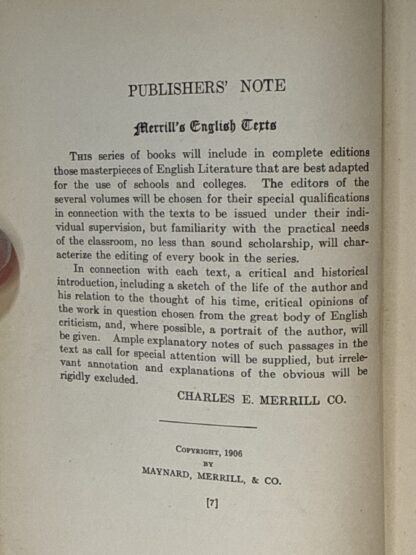 PUBLISHERS' NOTE
Merrill's English Texts
THIS series of books will include in complete editions
those masterpieces of English Literature that are best adapted
for the use of schools and colleges. The editors of the
several volumes will be chosen for their special qualifications
in connection with the texts to be issued under their indi-
vidual supervision, but familiarity with the practical needs
of the classroom, no less than sound scholarship, will char-
acterize the editing of every book in the series.
In connection with each text, a critical and historical
introduction, including a sketch of the life of the author and
his relation to the thought of his time, critical opinions of
the work in question chosen from the great body of English
criticism, and, where possible, a portrait of the author, will
be given. Ample explanatory notes of such passages in the
text as call for special attention will be supplied, but irrele-
vant annotation and explanations of the obvious will be
rigidly excluded.
CHARLES E. MERRILL CO.
COPYRIGHT, 1906
BY
MAYNARD, MERRILL, & CO.
[7]